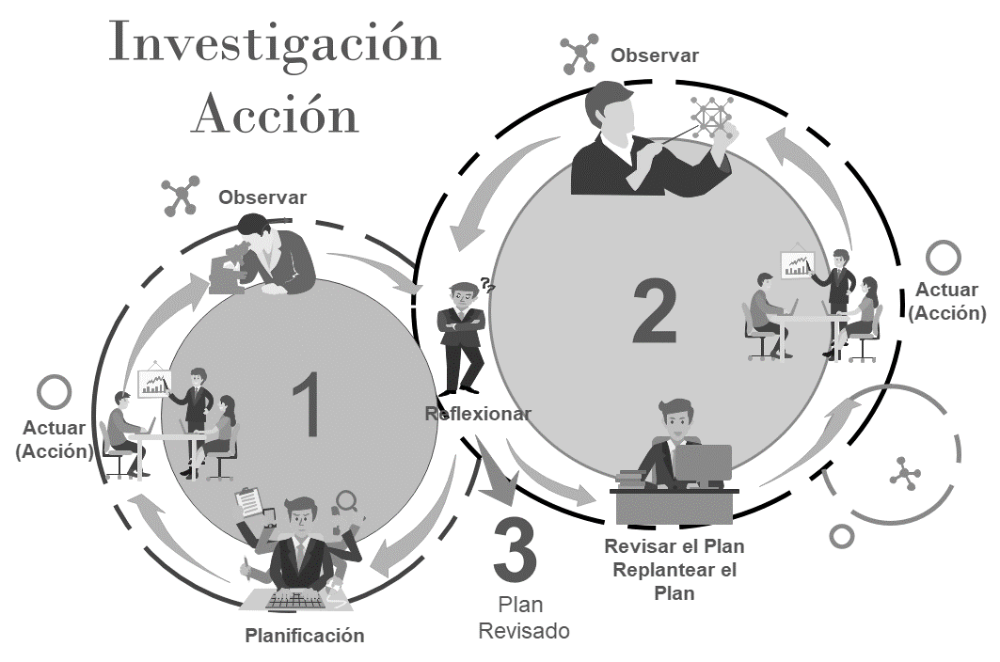 Investigación
Acción
Observar
Observar
1
2
Actuar
(Acción)
Actuar
(Acción)
??
Reflexionar
3
Plan
Revisado
Revisar el Plan
Replantear el
Plan
Planificación